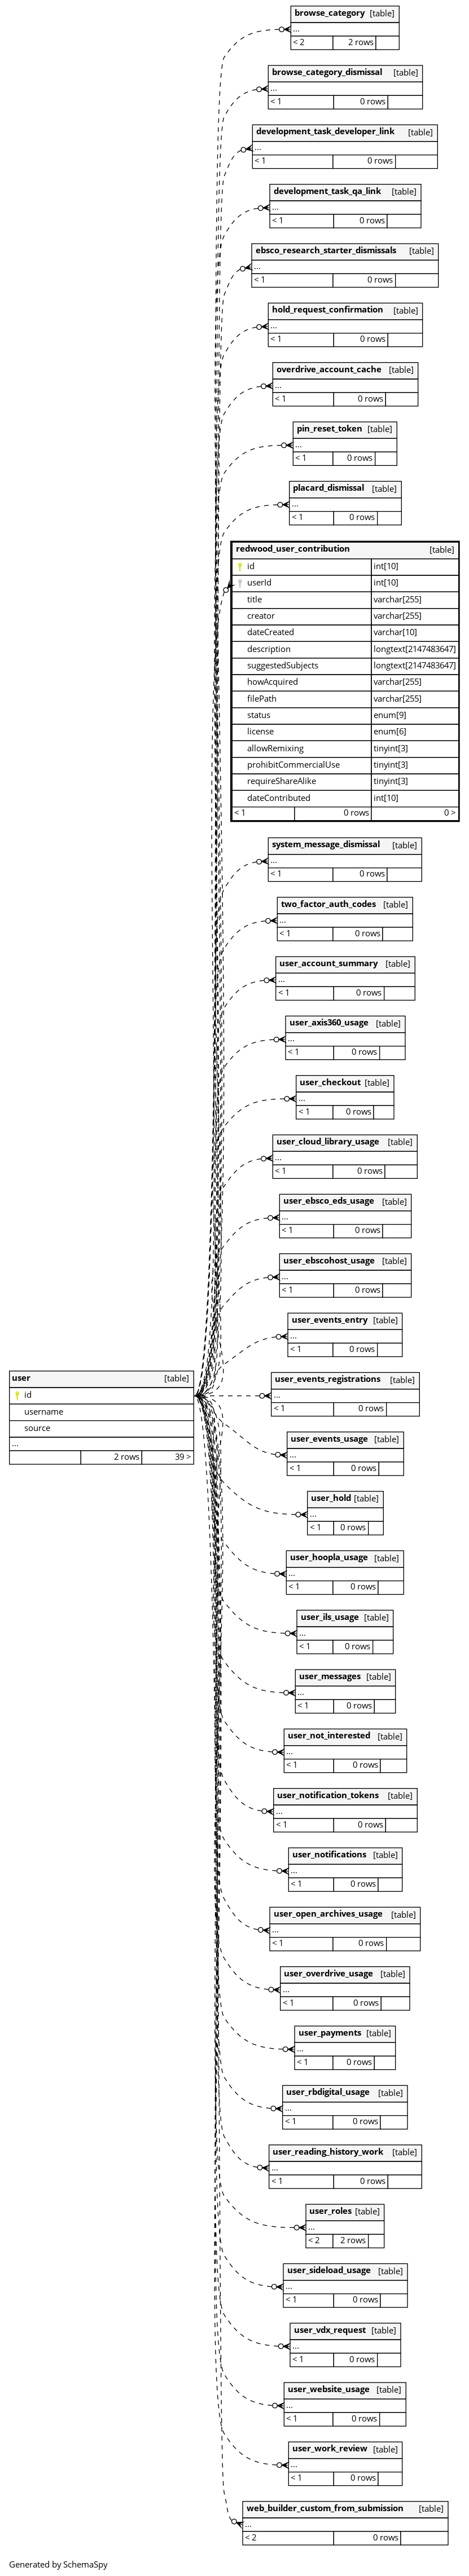 browse_category [table]
...
< 2 2 rows
browse_category_dismissal [table]
...
< 1 0 rows
development_task_developer_link [table]
...
< 1 0 rows
development_task_qa_link [table]
...
< 1 0 rows
ebsco_research_starter_dismissals [table]
...
< 1 0 rows
hold_request_confirmation [table]
...
< 1 0 rows
overdrive_account_cache [table]
...
< 1 0 rows
pin_reset_token [table]
...
< 1 0 rows
placard_dismissal [table]
...
< 1 0 rows
redwood_user_contribution [table]
id int[10]
userId int[10]
title varchar[255]
creator varchar[255]
dateCreated varchar[10]
description longtext[2147483647]
suggestedSubjects longtext[2147483647]
howAcquired varchar[255]
filePath varchar[255]
status enum[9]
license enum[6]
allowRemixing tinyint[3]
prohibitCommercialUse tinyint[3]
requireShareAlike tinyint[3]
dateContributed int[10]
< 1 0 rows 0 >
system_message_dismissal [table]
...
< 1 0 rows
two_factor_auth_codes [table]
...
< 1 0 rows
user_account_summary [table]
...
< 1 0 rows
user_axis360_usage [table]
...
< 1 0 rows
user_checkout [table]
...
< 1 0 rows
user_cloud_library_usage [table]
...
< 1 0 rows
user_ebsco_eds_usage [table]
...
< 1 0 rows
user_ebscohost_usage [table]
...
< 1 0 rows
user_events_entry [table]
...
< 1 0 rows
user [table]
id
username
source
...
2 rows 39 >
user_events_registrations [table]
...
< 1 0 rows
user_events_usage [table]
...
< 1 0 rows
user_hold [table]
...
< 1 0 rows
user_hoopla_usage [table]
...
< 1 0 rows
user_ils_usage [table]
...
< 1 0 rows
user_messages [table]
...
< 1 0 rows
user_not_interested [table]
...
< 1 0 rows
user_notification_tokens [table]
...
< 1 0 rows
user_notifications [table]
...
< 1 0 rows
user_open_archives_usage [table]
...
< 1 0 rows
user_overdrive_usage [table]
...
< 1 0 rows
user_payments [table]
...
< 1 0 rows
user_rbdigital_usage [table]
...
< 1 0 rows
user_reading_history_work [table]
...
< 1 0 rows
user_roles [table]
...
< 2 2 rows
user_sideload_usage [table]
...
< 1 0 rows
user_vdx_request [table]
...
< 1 0 rows
user_website_usage [table]
...
< 1 0 rows
user_work_review [table]
...
< 1 0 rows
web_builder_custom_from_submission [table]
...
< 2 0 rows
Generated by SchemaSpy